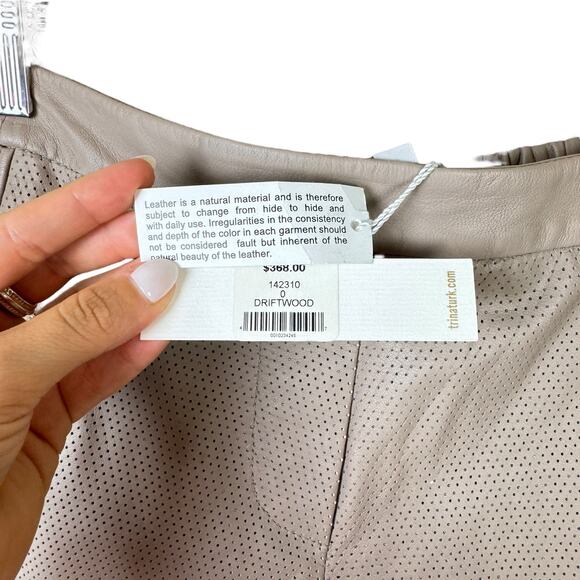 Leather is a natural material and is therefore
subject to change from hide to hide and
with daily use. Irregularities in the consistency
and depth of the color in each garment should
not be considered fault but inherent of the
natural beauty of the leather.
$368.00
142310
0
DRIFTWOOD
trinaturk.com